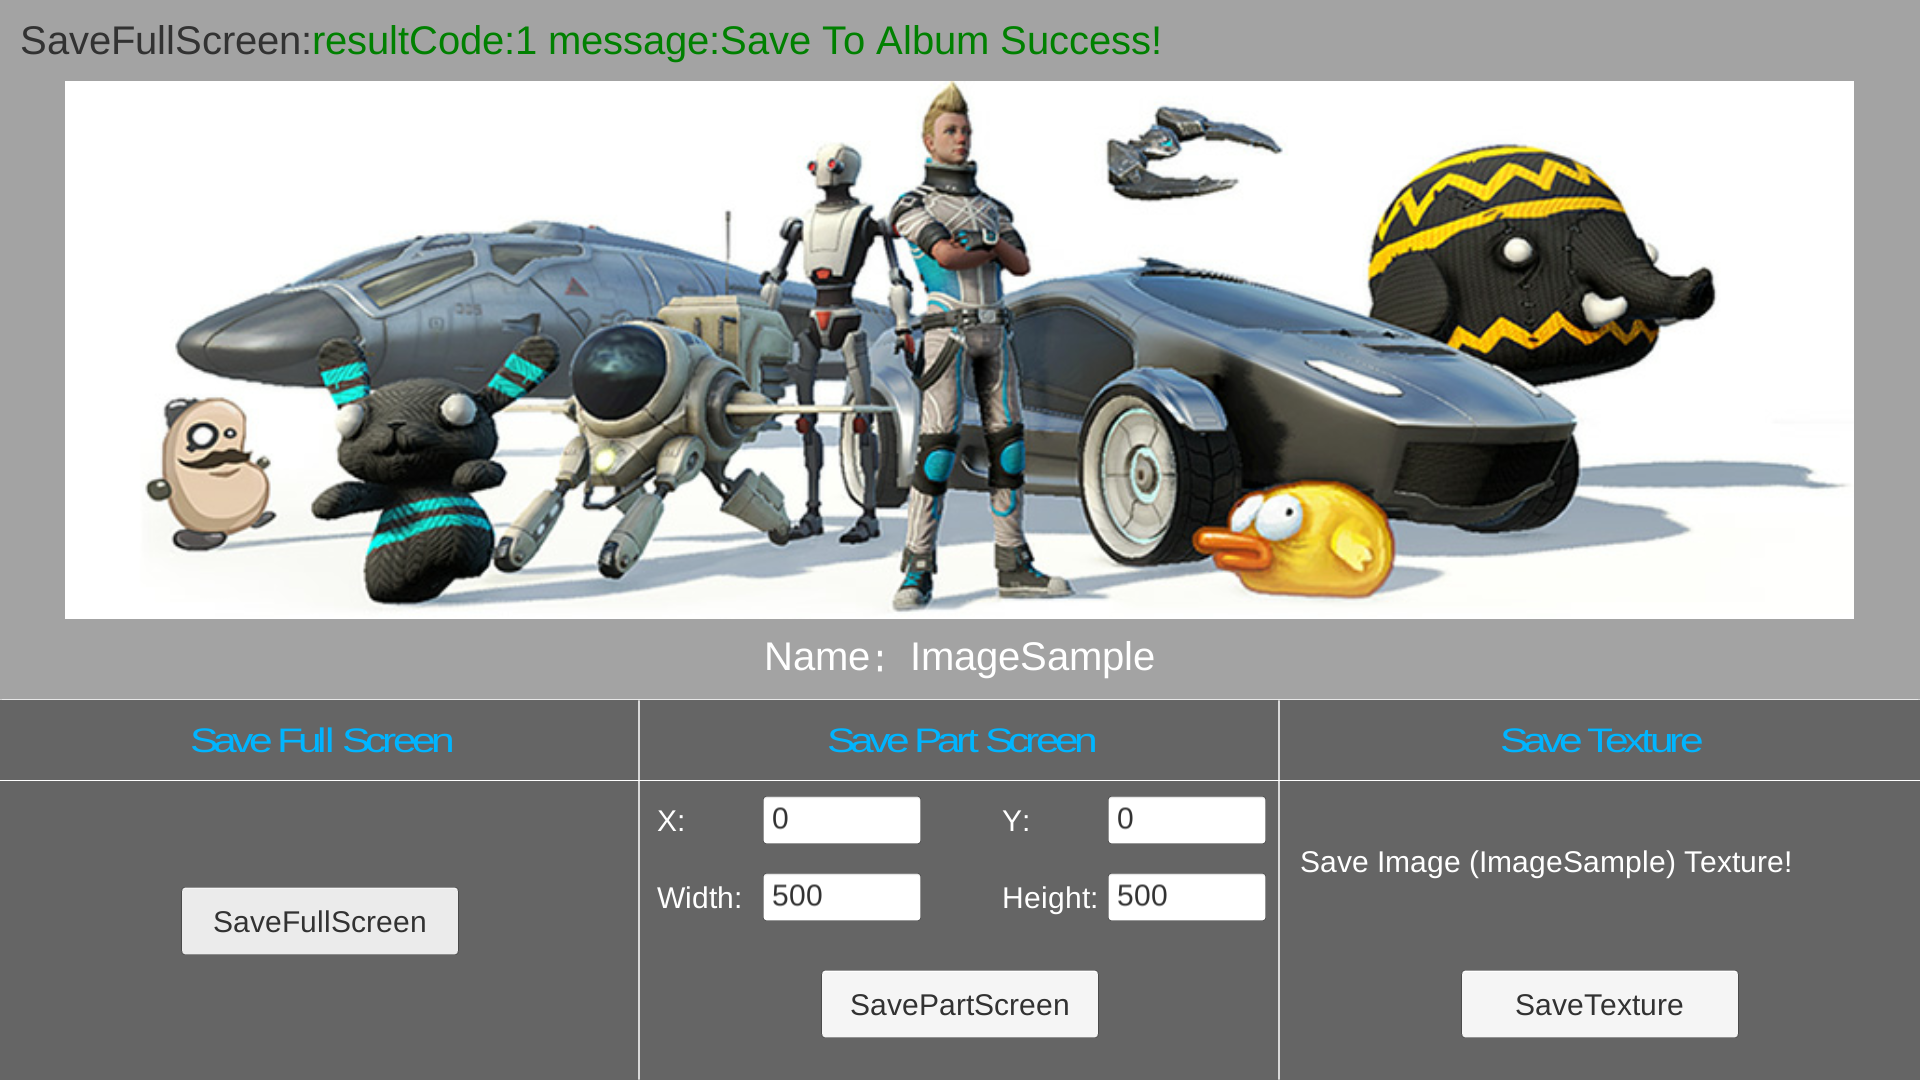 SaveFullScreen:resultCode:1 message:Save To Album Success!
Name：ImageSample
Save Full Screen
Save Part Screen
Save Texture
X: 0 Y: 0
Width: 500 Height: 500
Save Image (ImageSample) Texture!
SaveFullScreen
SavePartScreen
SaveTexture